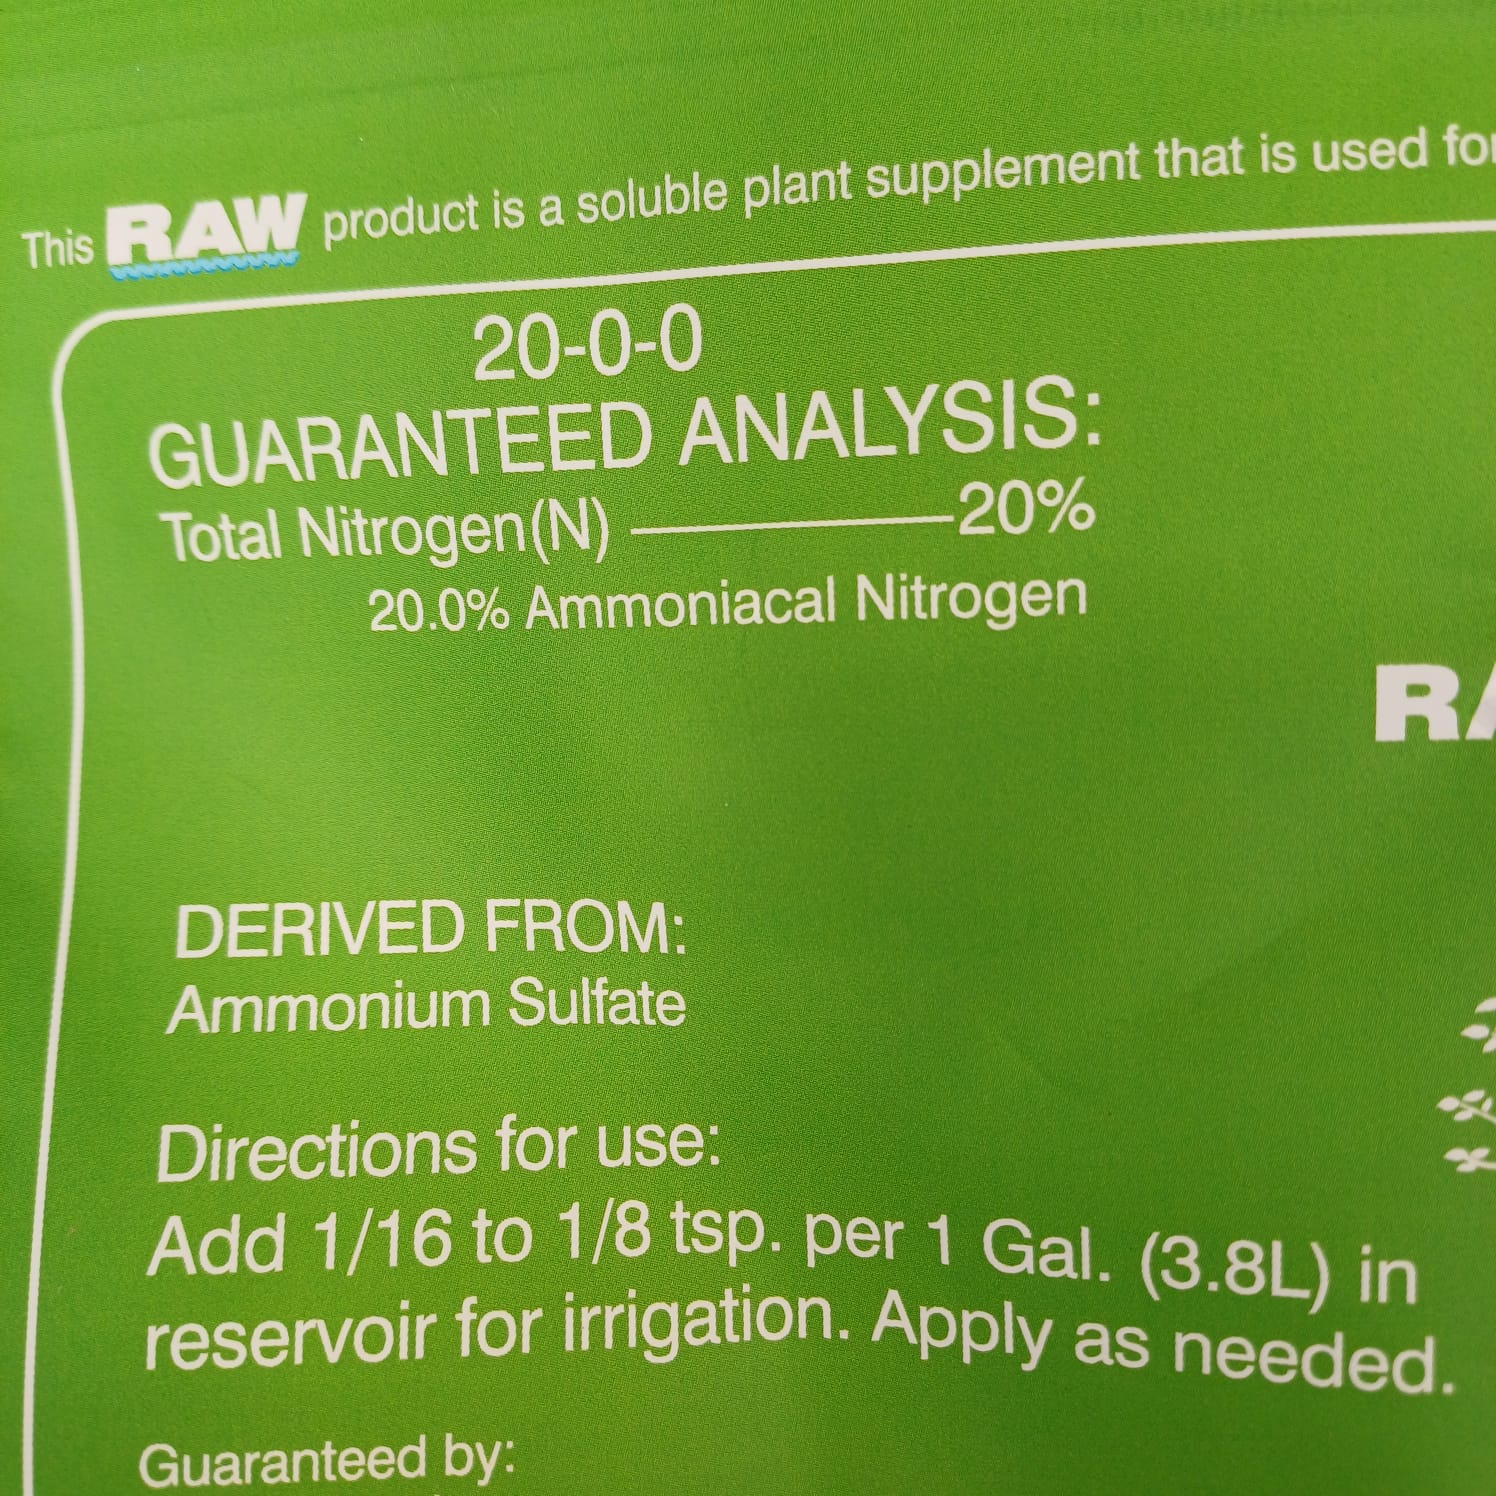 This RAW product is a soluble plant supplement that is used for
20-0-0
GUARANTEED ANALYSIS:
Total Nitrogen(N) 20%
20.0% Ammoniacal Nitrogen
DERIVED FROM:
Ammonium Sulfate
Directions for use:
Add 1/16 to 1/8 tsp. per 1 Gal. (3.8L) in
reservoir for irrigation. Apply as needed.
Guaranteed by: